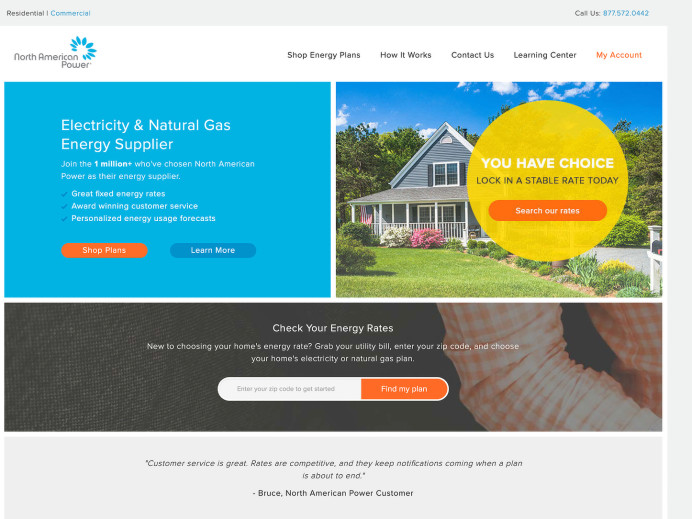 Residential | Commercial
Call Us: 877.572.0442
North American
Power
Shop Energy Plans
How It Works
Contact Us
Learning Center
My Account
Electricity & Natural Gas
Energy Supplier
Join the 1 million+ who've chosen North American
Power as their energy supplier.
Great fixed energy rates
Award winning customer service
Personalized energy usage forecasts
Shop Plans
Learn More
YOU HAVE CHOICE
LOCK IN A STABLE RATE TODAY
Search our rates
Check Your Energy Rates
New to choosing your home's energy rate? Grab your utility bill, enter your zip code, and choose
your home's electricity or natural gas plan.
Enter your zip code to get started
Find my plan
"Customer service is great. Rates are competitive, and they keep notifications coming when a plan
is about to end."
- Bruce, North American Power Customer